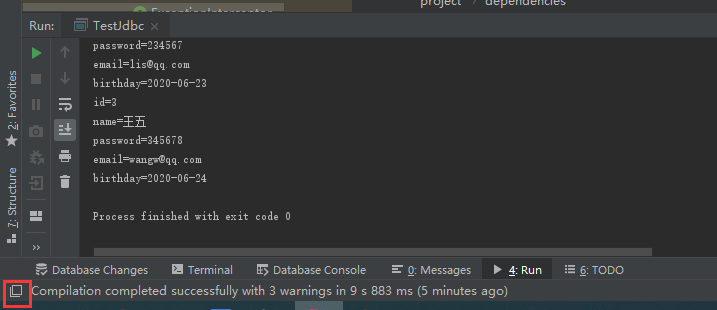 ExceptionInterceptor
project
dependencies
Run:
TestJdbc
password=234567
email=lis@qq.com
birthday=2020-06-23
id=3
name=王五
password=345678
email=wangw@qq.com
birthday=2020-06-24
Process finished with exit code 0
2: Favorites
7: Structure
Database Changes
Terminal
Database Console
0: Messages
4: Run
6: TODO
Compilation completed successfully with 3 warnings in 9 s 883 ms (5 minutes ago)